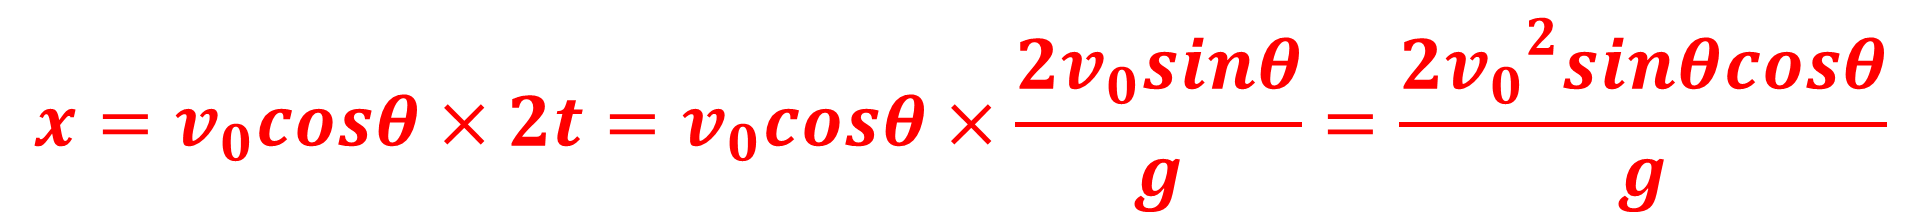 x = v₀cosθ × 2t = v₀cosθ × 2v₀sinθ/g = 2v₀²sinθcosθ/g